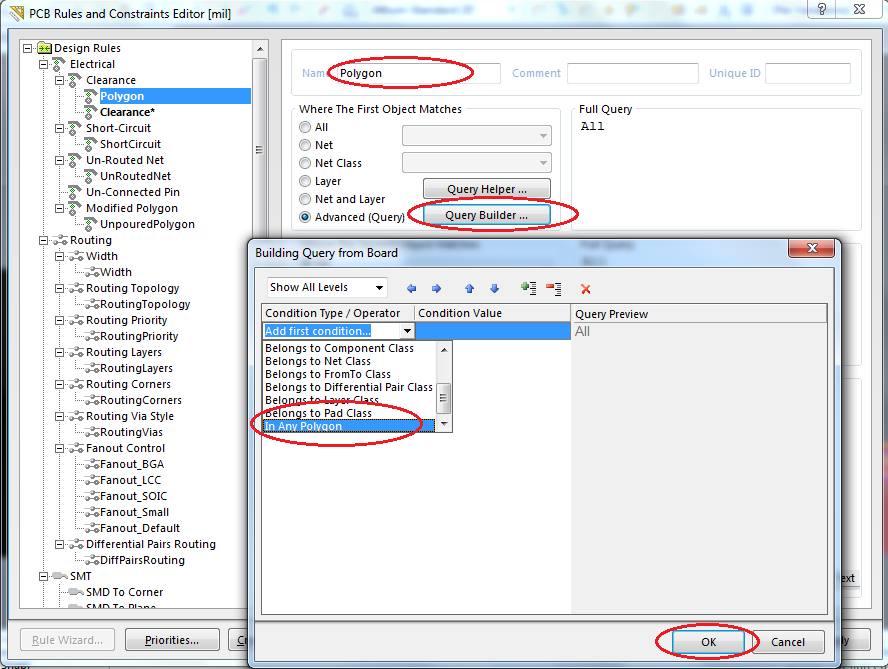 PCB Rules and Constraints Editor [mil]
Design Rules
Electrical
Clearance
Polygon
Clearance*
Short-Circuit
ShortCircuit
Un-Routed Net
UnRoutedNet
Un-Connected Pin
Modified Polygon
UnpouredPolygon
Routing
Width
Width
Routing Topology
RoutingTopology
Routing Priority
RoutingPriority
Routing Layers
RoutingLayers
Routing Corners
RoutingCorners
Routing Via Style
RoutingVias
Fanout Control
Fanout_BGA
Fanout_LCC
Fanout_SOIC
Fanout_Small
Fanout_Default
Differential Pairs Routing
DiffPairsRouting
SMT
SMD To Corner
SMD To Plane
Name Polygon Comment Unique ID
Where The First Object Matches
All
Net
Net Class
Layer
Net and Layer
Advanced (Query)
Query Helper ...
Query Builder ...
Full Query
All
Building Query from Board
Show All Levels
Condition Type / Operator Condition Value Query Preview
Add first condition... All
Belongs to Component Class
Belongs to Net Class
Belongs to FromTo Class
Belongs to Differential Pair Class
Belongs to Layer Class
Belongs to Pad Class
In Any Polygon
OK Cancel
Rule Wizard... Priorities...